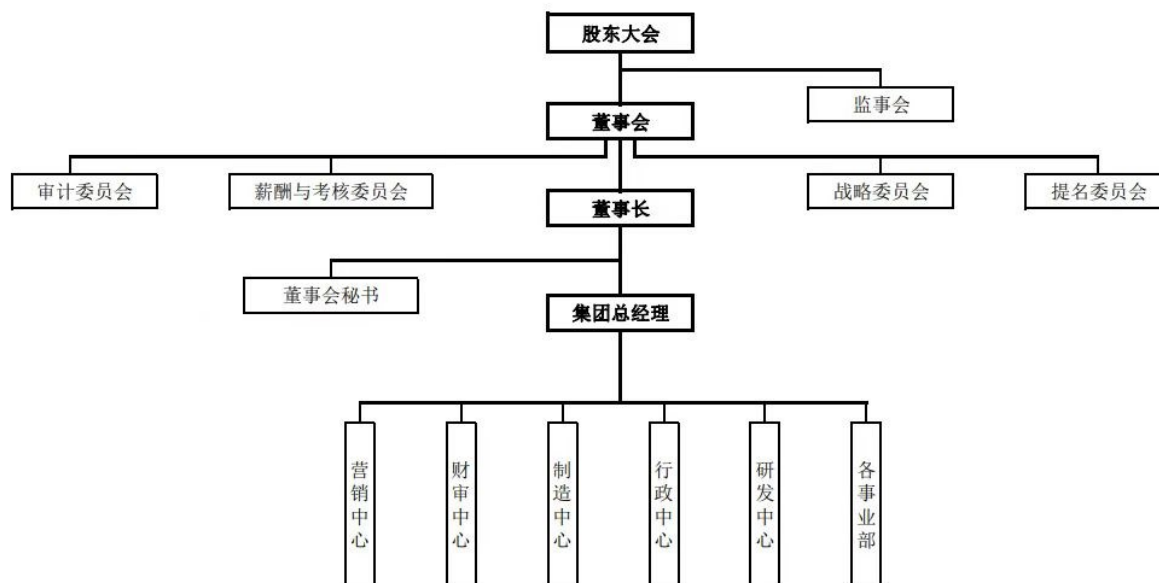 股东大会
监事会
董事会
审计委员会
薪酬与考核委员会
战略委员会
提名委员会
董事长
董事会秘书
集团总经理
营销中心
财审中心
制造中心
行政中心
研发中心
各事业部